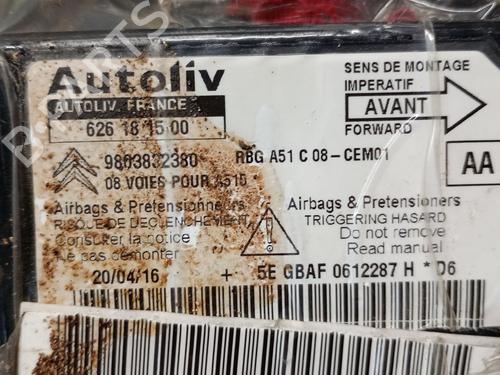 Autoliv
AUTOLIV. FRANCE
626 18 15 00
SENS DE MONTAGE
IMPERATIF
AVANT
FORWARD
AA
9803832380
RBG A51 C 08-CEM01
08 VOIES POUR A515
Airbags & Pretensionneurs
RISQUE DE DECLENCHEMENT
Consulter la notice
Ne pas démonter
Airbags & Pretensioners
TRIGGERING HASARD
Do not remove
Read manual
20/04/16 + 5E GBAF 0612287 H * D6
B-PARTS